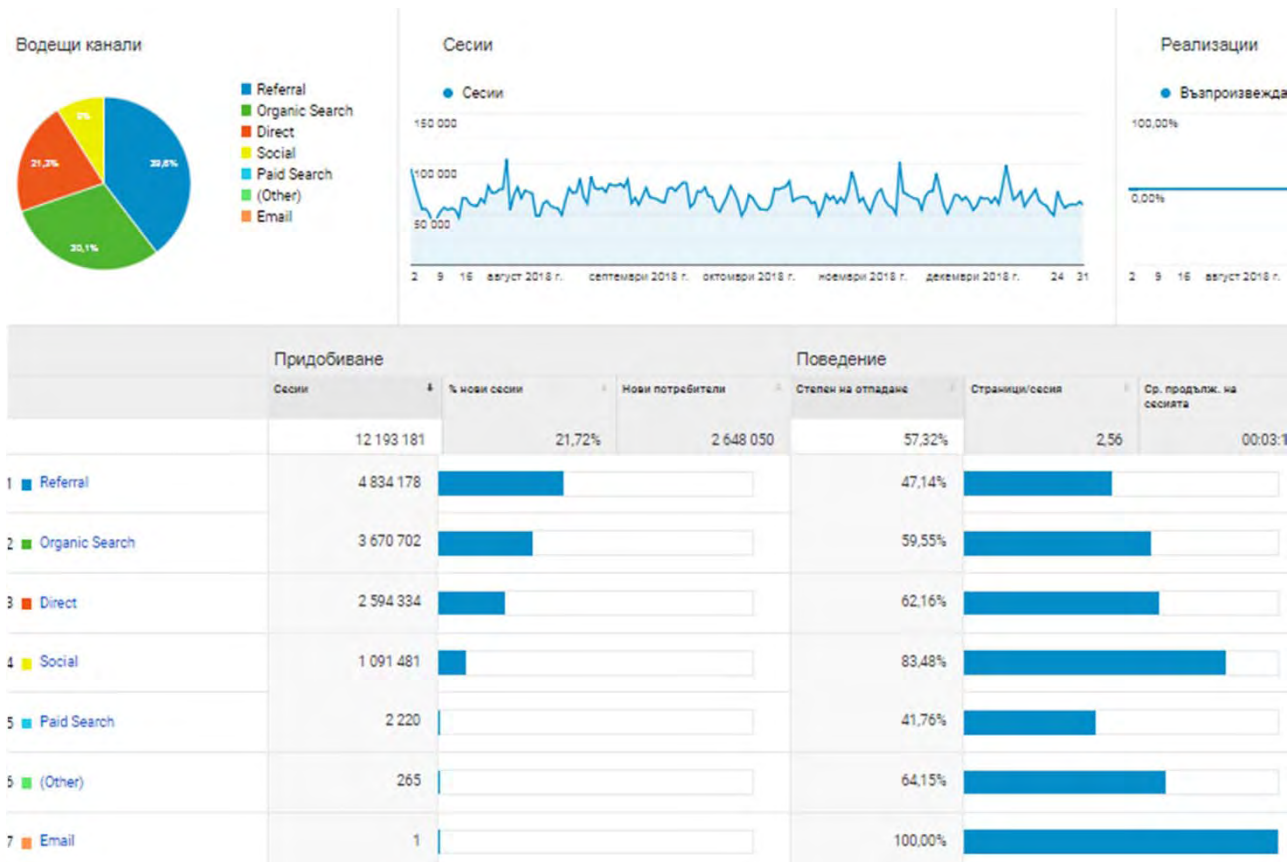 Водещи канали
Referral
Organic Search
Direct
Social
Paid Search
(Other)
Email
39,6%
30,1%
21,3%
9%
Сесии
Сесии
150 000
100 000
50 000
2 9 16 август 2018 г. септември 2018 г. октомври 2018 г. ноември 2018 г. декември 2018 г. 24 31
Реализации
Възпроизвежда
100,00%
0,00%
2 9 16 август 2018 г.
Придобиване Поведение
Сесии % нови сесии Нови потребители Степен на отпадане Страници/сесия Ср. продълж. на
сесията
12 193 181 21,72% 2 648 050 57,32% 2,56 00:03:1
1 Referral 4 834 178 47,14%
2 Organic Search 3 670 702 59,55%
3 Direct 2 594 334 62,16%
4 Social 1 091 481 83,48%
5 Paid Search 2 220 41,76%
6 (Other) 265 64,15%
7 Email 1 100,00%